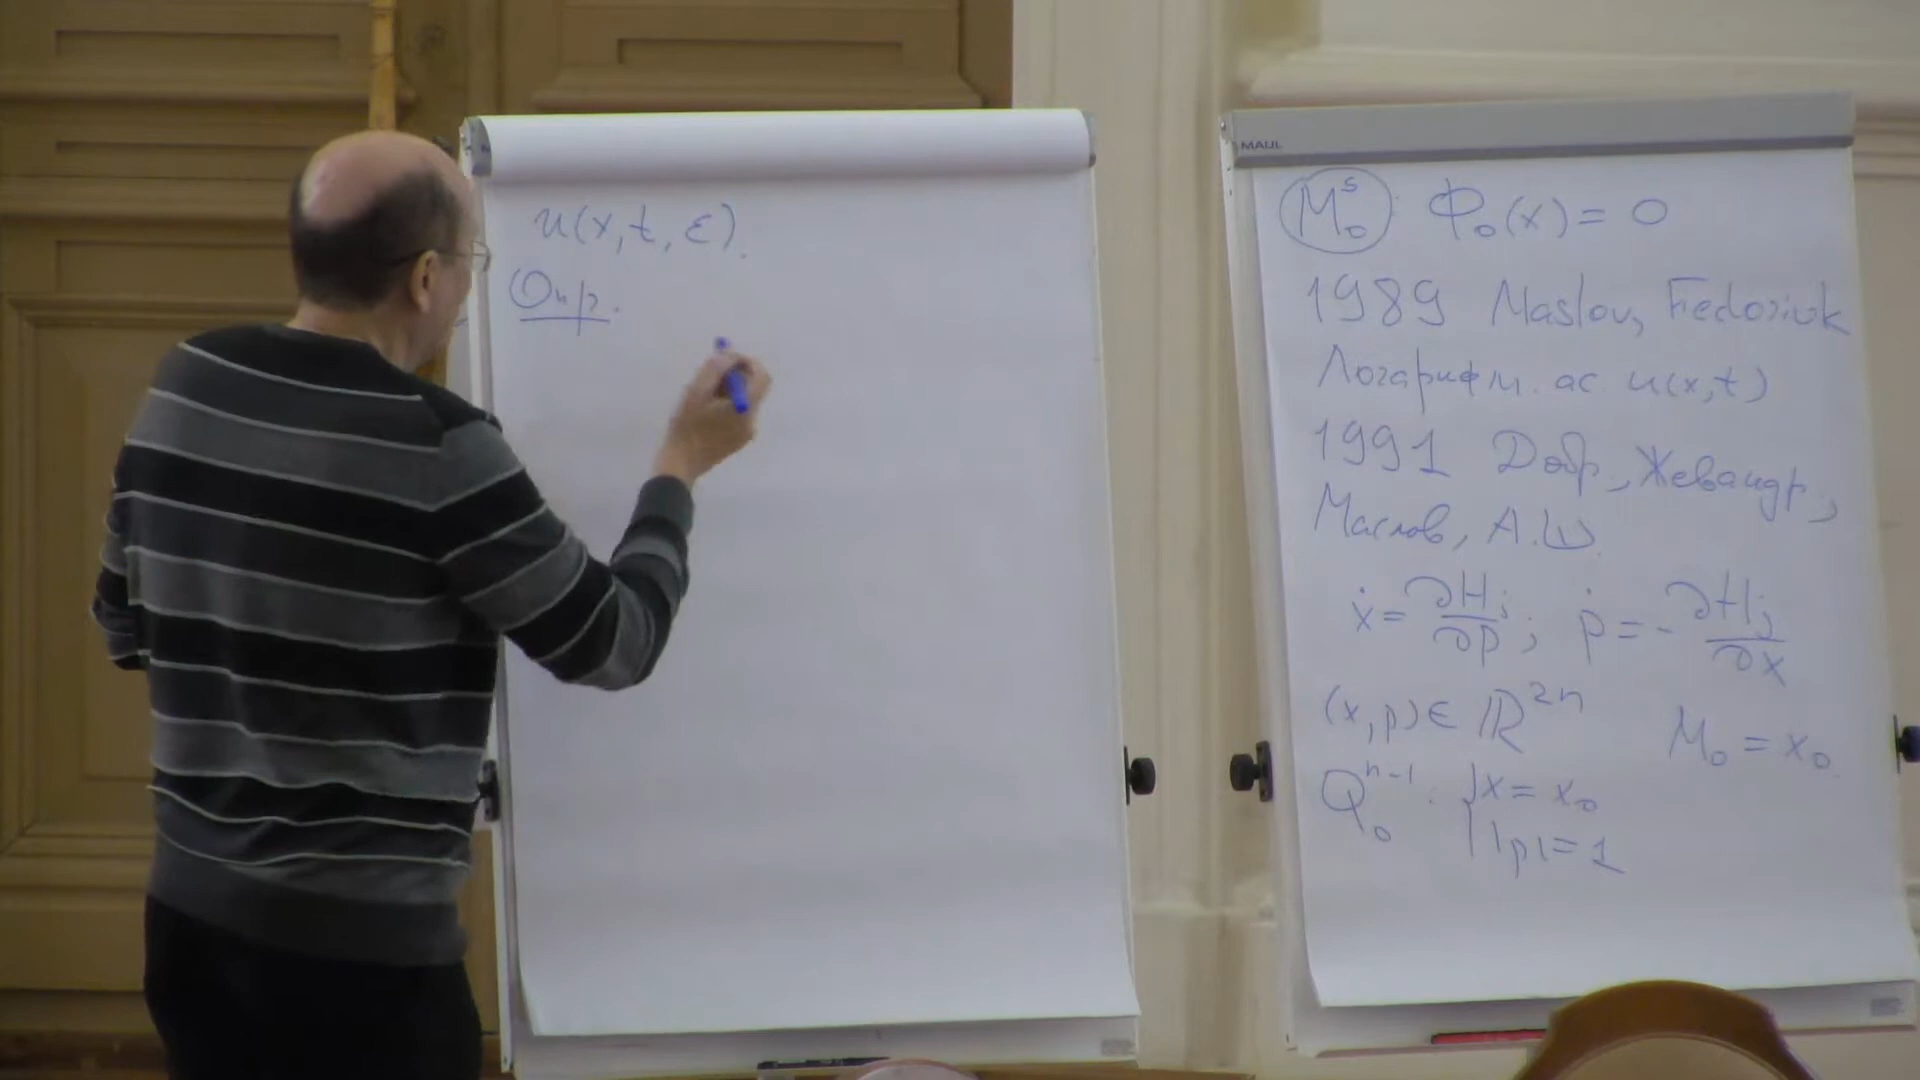 u(x, t, ε).
Опр.
MAUL
M₀ˢ: Φ₀(x) = 0
1989 Maslov, Fedoriuk
Логарифм. ас. u(x,t)
1991 Добр., Жевандр.,
Маслов, А.Ш.
ẋ = ∂Hⱼ/∂p ; ṗ = - ∂Hⱼ/∂x
(x,p) ∈ ℝ²ⁿ M₀ = x₀.
Q₀ⁿ⁻¹: { x = x₀
|p| = 1